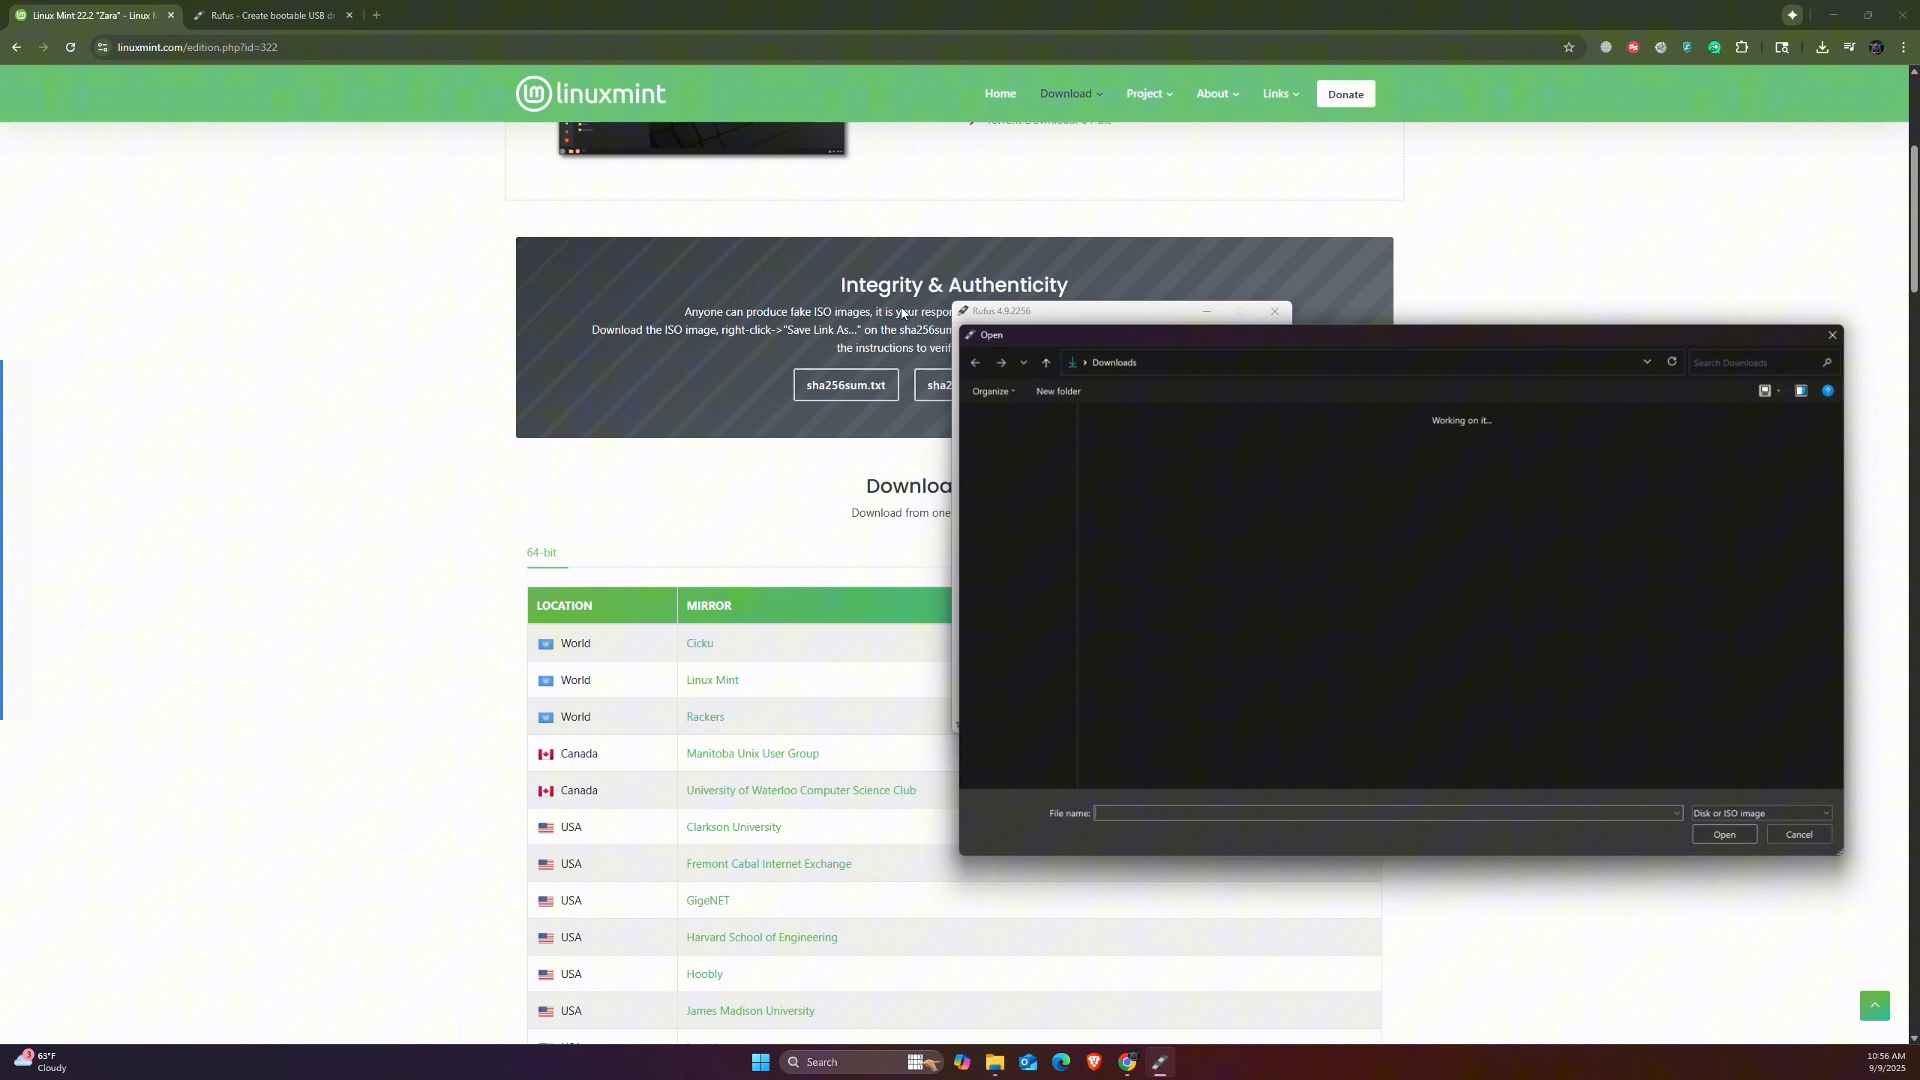 Linux Mint 22.2 "Zara" - Linux M
Rufus - Create bootable USB dr
linuxmint.com/edition.php?id=322
linuxmint
Home
Download
Project
About
Links
Donate
Torrent Download: 64-bit
Integrity & Authenticity
Anyone can produce fake ISO images, it is your respon
Download the ISO image, right-click->"Save Link As..." on the sha256sum
the instructions to verif
sha256sum.txt
sha2
Downloa
Download from one
64-bit
LOCATION MIRROR
World Cicku
World Linux Mint
World Rackers
Canada Manitoba Unix User Group
Canada University of Waterloo Computer Science Club
USA Clarkson University
USA Fremont Cabal Internet Exchange
USA GigeNET
USA Harvard School of Engineering
USA Hoobly
USA James Madison University
Rufus 4.9.2256
Open
Downloads
Search Downloads
Organize
New folder
Working on it...
File name:
Disk or ISO image
Open
Cancel
3
63°F
Cloudy
Search
10:56 AM
9/9/2025